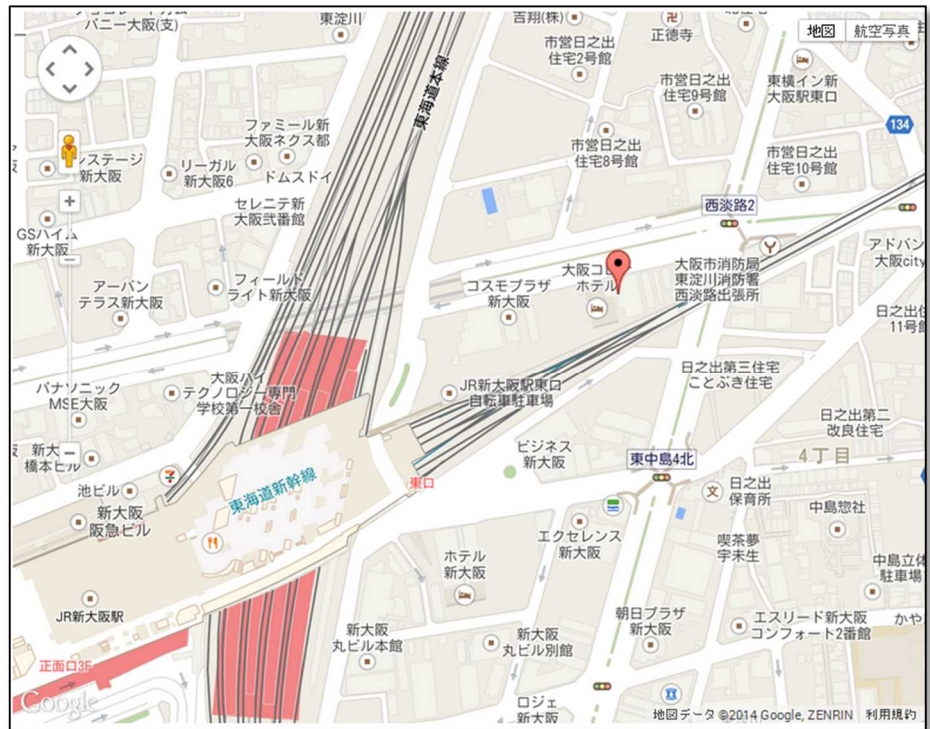 バニー大阪(支)
東淀川
吉翔(株)
正徳寺
地図
航空写真
市営日之出
住宅2号館
市営日之出
住宅9号館
東横イン新
大阪駅東口
東海道本線
134
ファミール新
大阪ネクス都
ンステージ
新大阪
リーガル
新大阪6
ドムスドイ
市営日之出
住宅8号館
市営日之出
住宅10号館
セレニテ新
大阪弐番館
西淡路2
GSハイム
新大阪
アドバン
大阪city
アーバン
テラス新大阪
フィールド
ライト新大阪
コスモプラザ
新大阪
大阪コロ
ホテル
大阪市消防局
東淀川消防署
西淡路出張所
日之出住
11号館
パナソニック
MSE大阪
大阪ハイ
テクノロジー専門
学校第一校舎
JR新大阪駅東口
自転車駐車場
日之出第三住宅
ことぶき住宅
日之出第二
改良住宅
新大
橋本ビル
ビジネス
新大阪
東中島4北
4丁目
池ビル
東海道新幹線
東口
日之出
保育所
中島惣社
新大阪
阪急ビル
エクセレンス
新大阪
喫茶夢
宇未生
ホテル
新大阪
中島立体
駐車場
JR新大阪駅
朝日プラザ
新大阪
エスリード新大阪
コンフォート2番館
かや
新大阪
丸ビル本館
新大阪
丸ビル別館
正面口3F
Google
ロジェ
新大阪
地図データ ©2014 Google, ZENRIN
利用規約